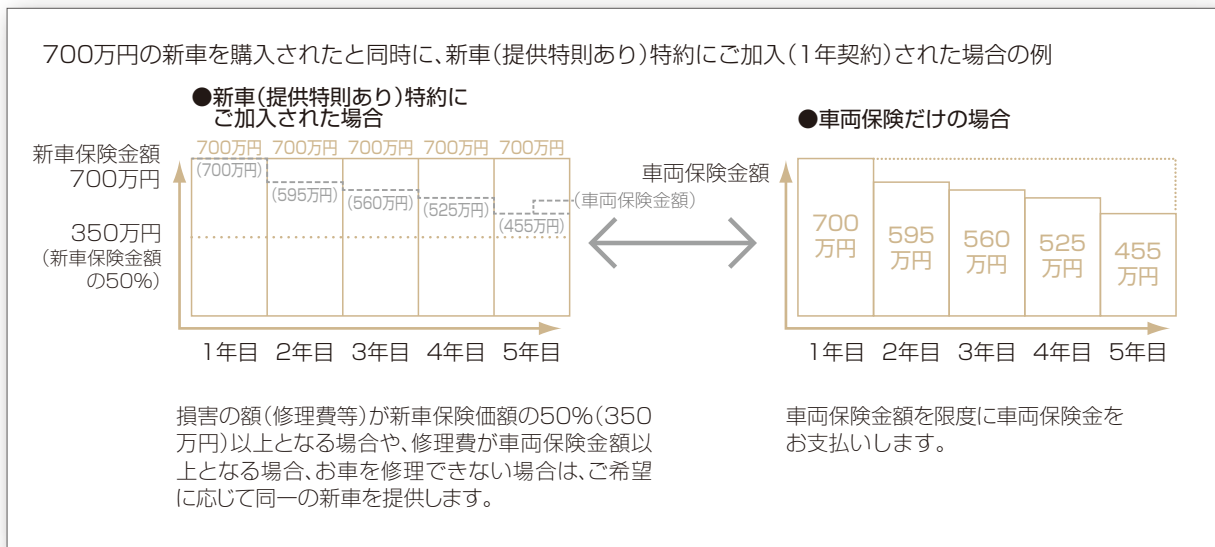 700万円の新車を購入されたと同時に、新車(提供特則あり)特約にご加入(1年契約)された場合の例
●新車(提供特則あり)特約に
ご加入された場合
新車保険金額
700万円
350万円
(新車保険金額
の50%)
700万円 700万円 700万円 700万円 700万円
(700万円)
(595万円)
(560万円)
(525万円)
(455万円)
(車両保険金額)
1年目 2年目 3年目 4年目 5年目
損害の額(修理費等)が新車保険価額の50%(350
万円)以上となる場合や、修理費が車両保険金額以
上となる場合、お車を修理できない場合は、ご希望
に応じて同一の新車を提供します。
●車両保険だけの場合
車両保険金額
700
万円
595
万円
560
万円
525
万円
455
万円
1年目 2年目 3年目 4年目 5年目
車両保険金額を限度に車両保険金を
お支払いします。